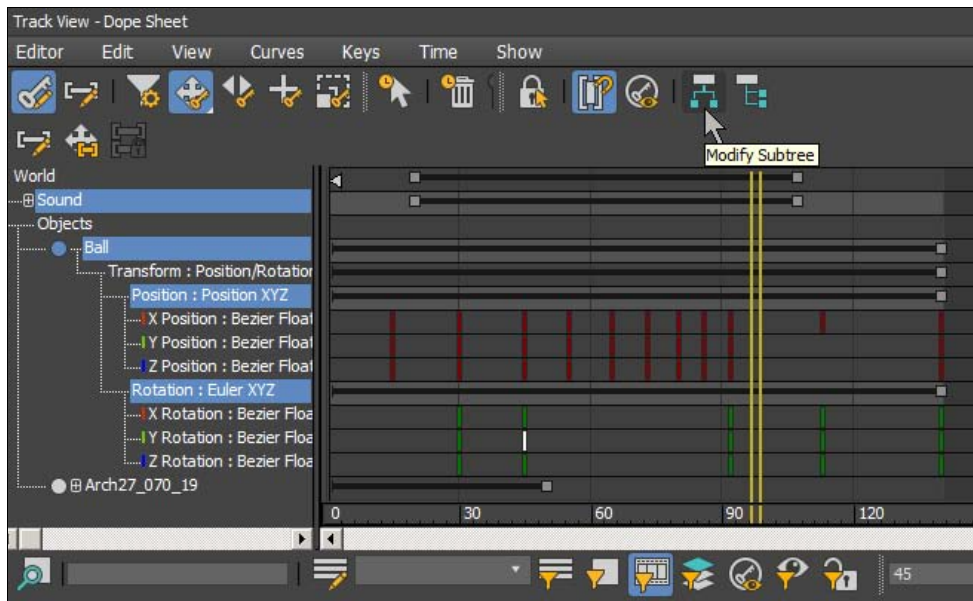 Track View - Dope Sheet
Editor Edit View Curves Keys Time Show
Modify Subtree
World
Sound
Objects
Ball
Transform : Position/Rotation
Position : Position XYZ
X Position : Bezier Float
Y Position : Bezier Float
Z Position : Bezier Float
Rotation : Euler XYZ
X Rotation : Bezier Floa
Y Rotation : Bezier Floa
Z Rotation : Bezier Floa
Arch27_070_19
0 30 60 90 120
45